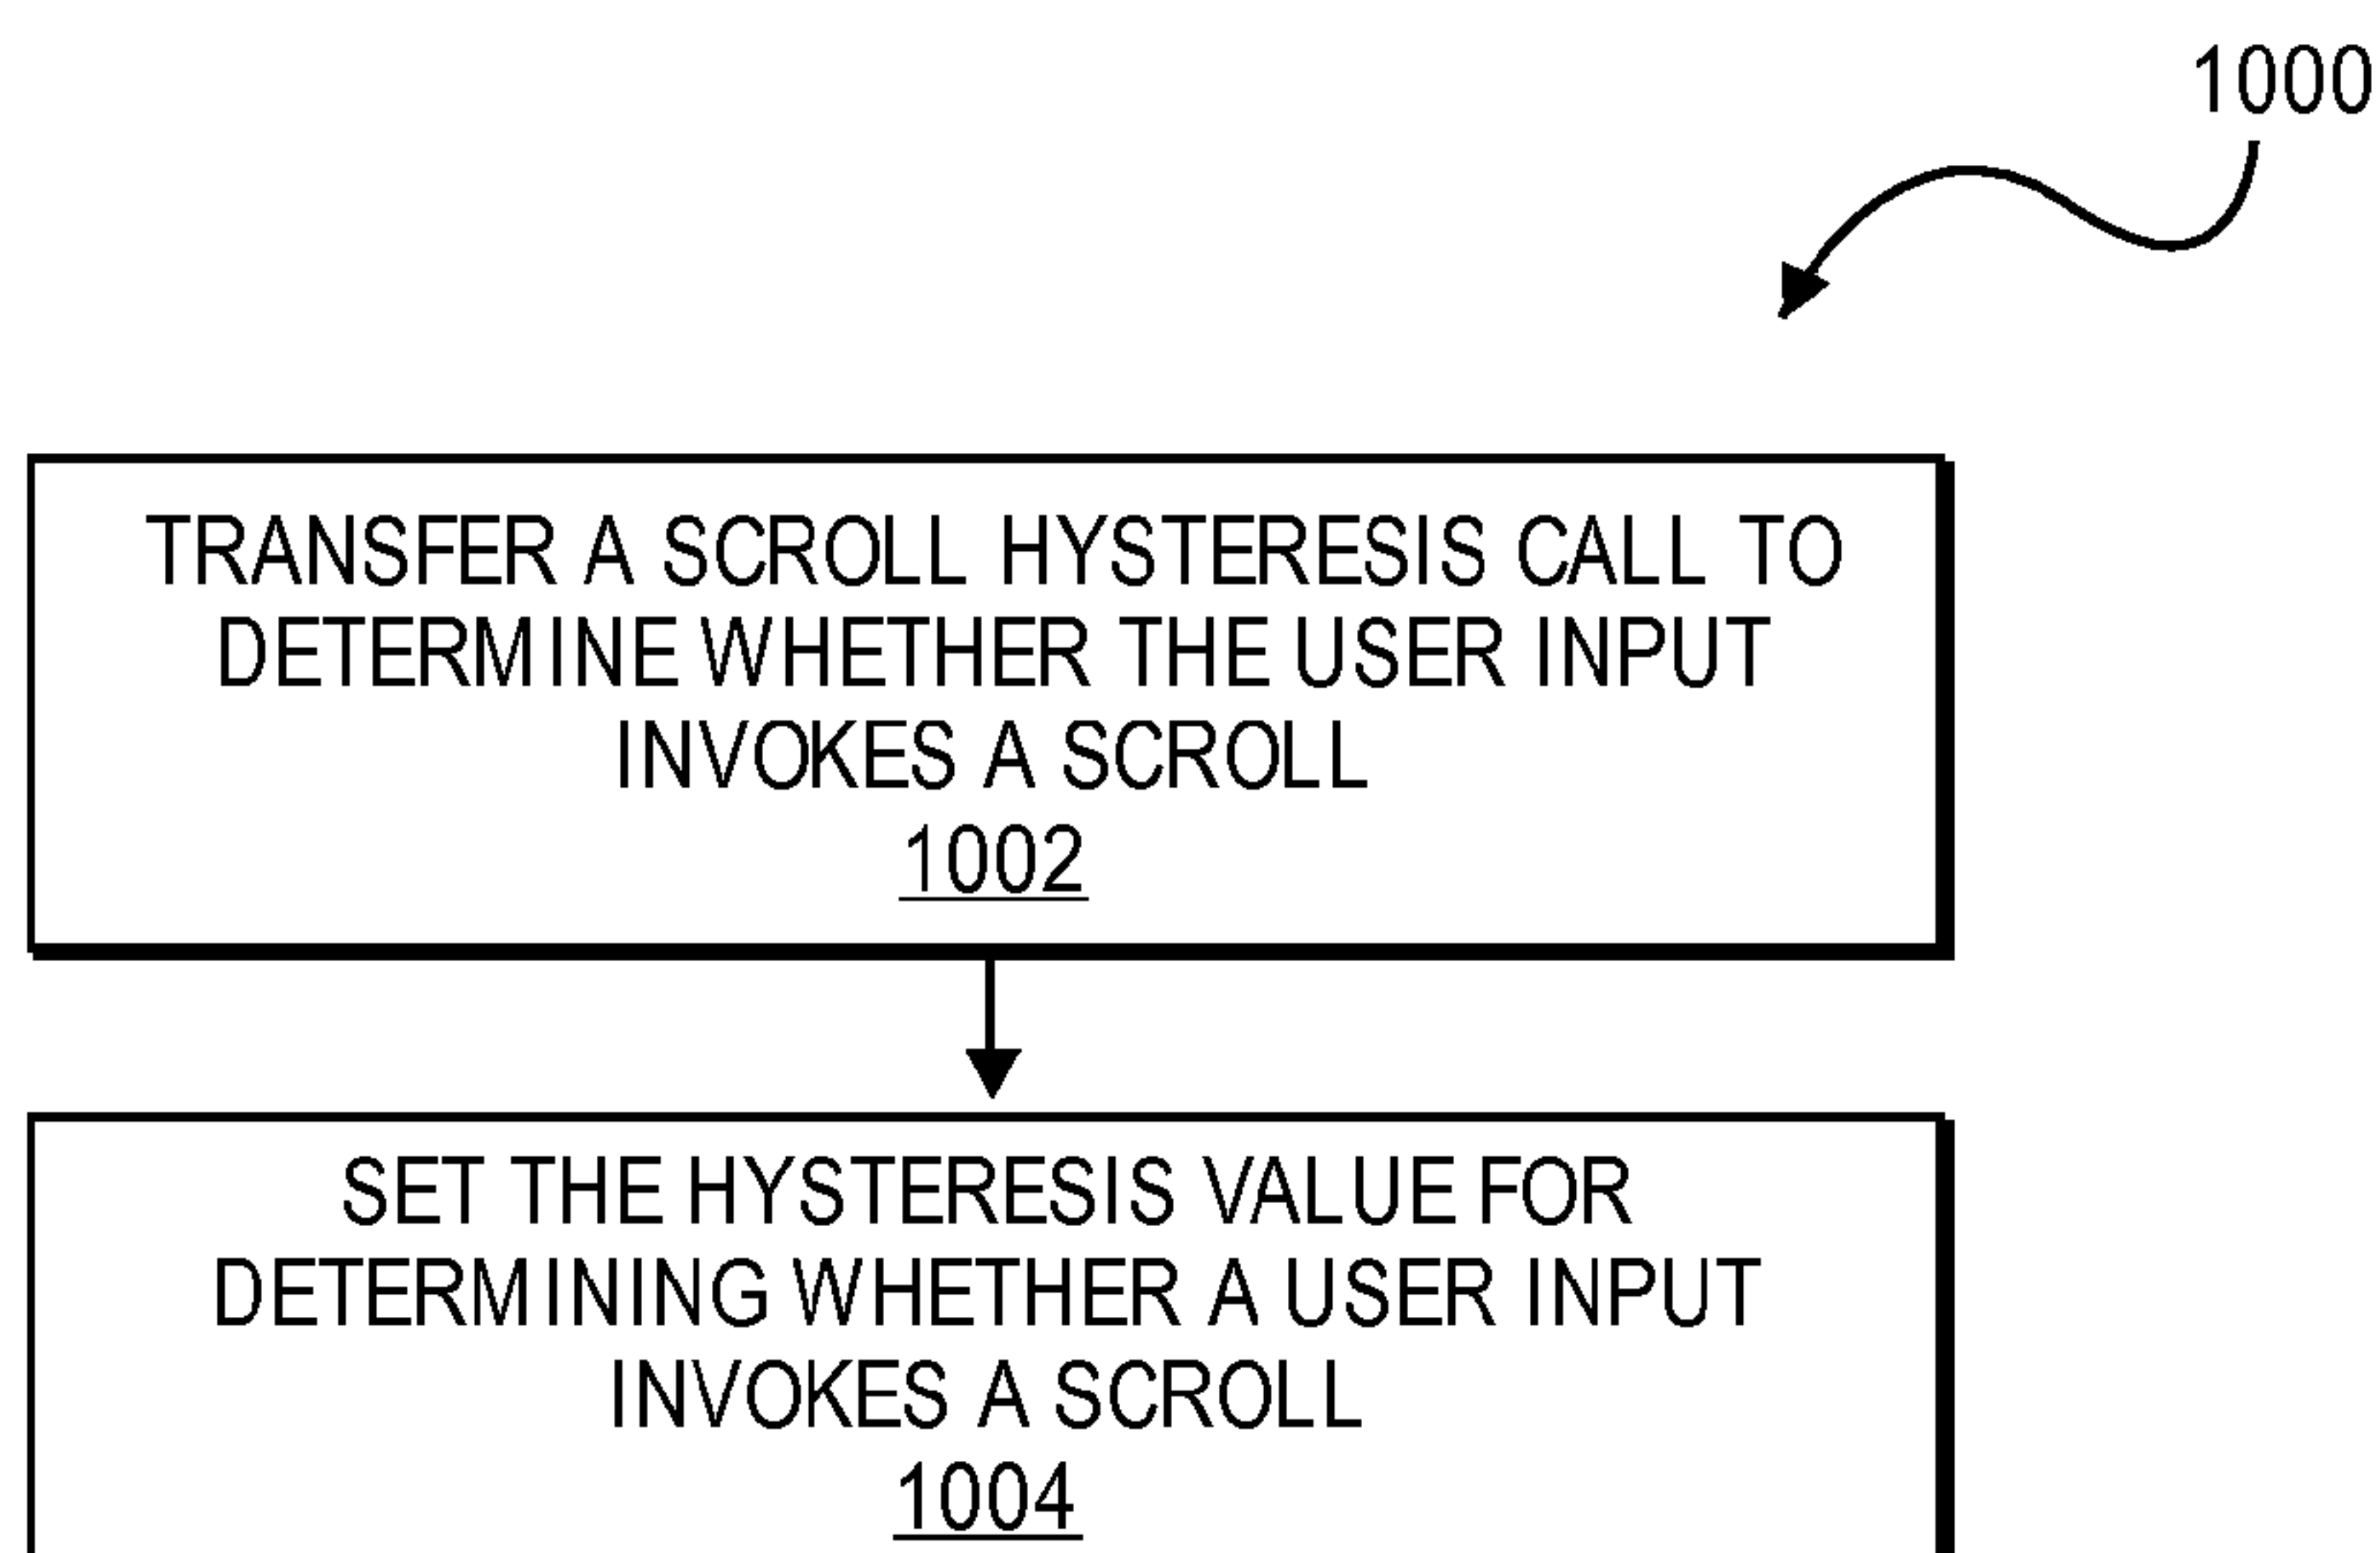 1000
TRANSFER A SCROLL HYSTERESIS CALL TO
DETERMINE WHETHER THE USER INPUT
INVOKES A SCROLL
1002
SET THE HYSTERESIS VALUE FOR
DETERMINING WHETHER A USER INPUT
INVOKES A SCROLL
1004